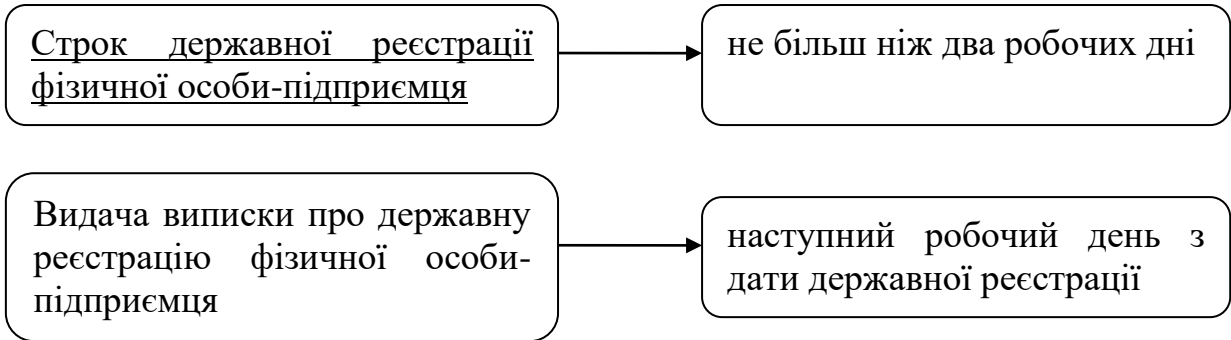 Строк державної реєстрації
фізичної особи-підприємця
не більш ніж два робочих дні
Видача виписки про державну
реєстрацію фізичної особи-
підприємця
наступний робочий день з
дати державної реєстрації